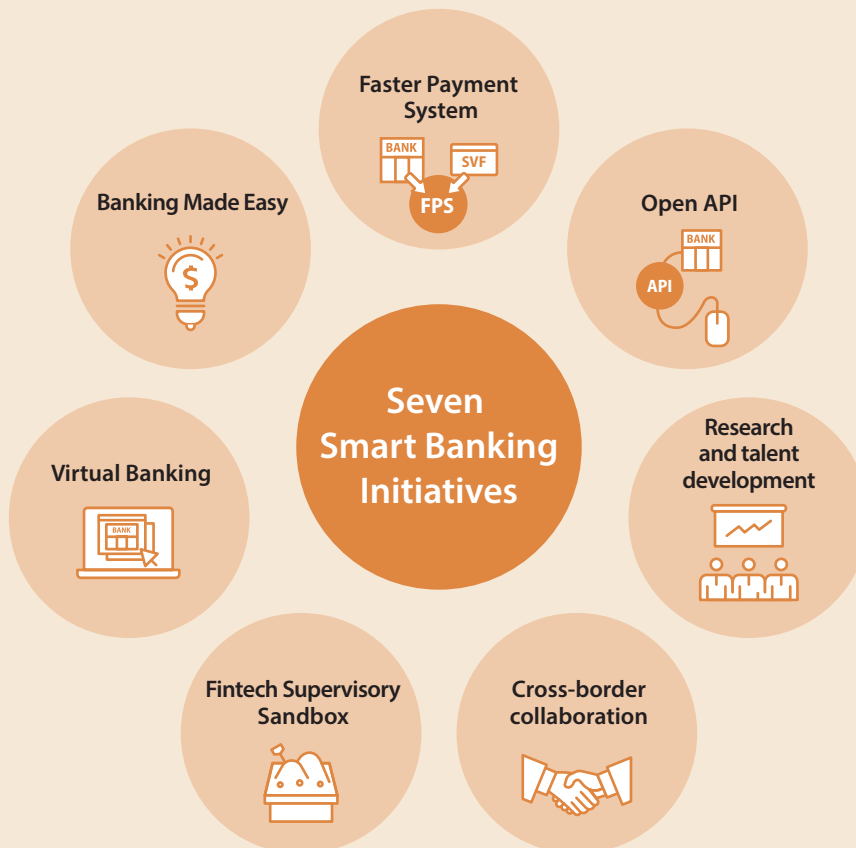 Faster Payment
System
BANK
SVF
FPS
Banking Made Easy
$
Open API
BANK
API
Seven
Smart Banking
Initiatives
Research
and talent
development
Virtual Banking
BANK
Fintech Supervisory
Sandbox
Cross-border
collaboration